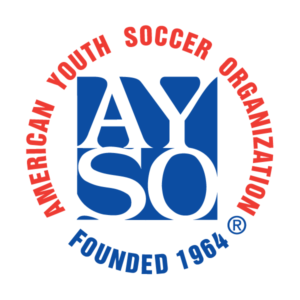 AMERICAN YOUTH SOCCER ORGANIZATION
AY
SO
®
FOUNDED 1964